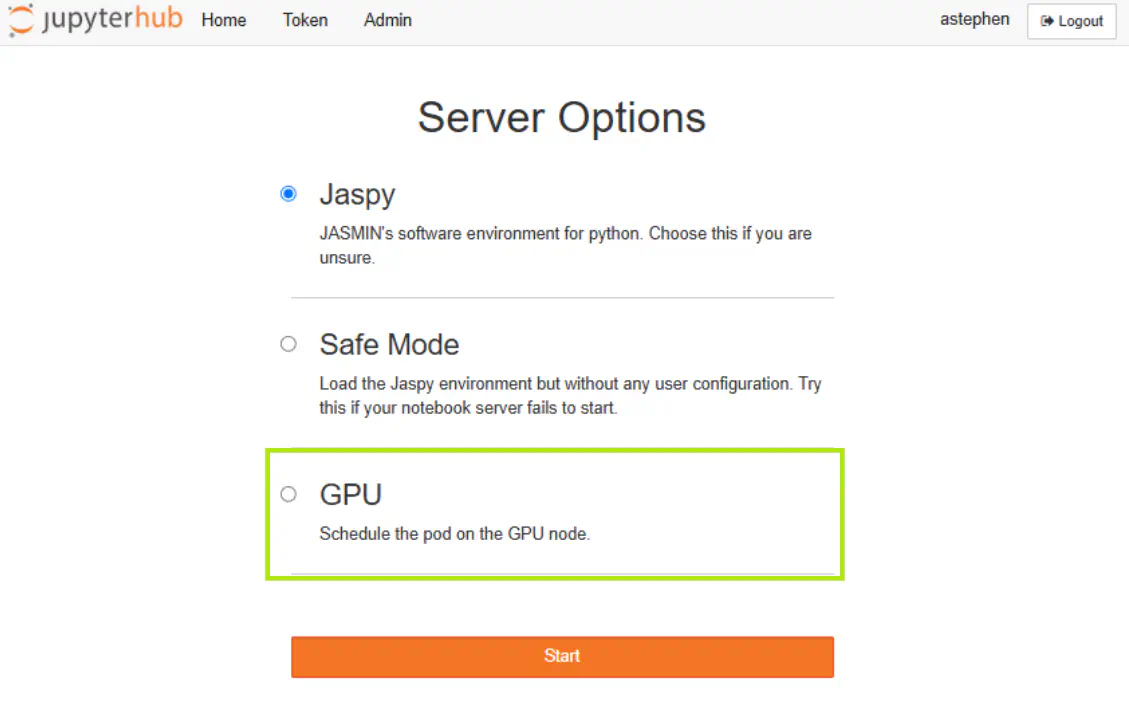 jupyterhub Home Token Admin astephen Logout
Server Options
Jaspy
JASMIN's software environment for python. Choose this if you are
unsure.
Safe Mode
Load the Jaspy environment but without any user configuration. Try
this if your notebook server fails to start.
GPU
Schedule the pod on the GPU node.
Start